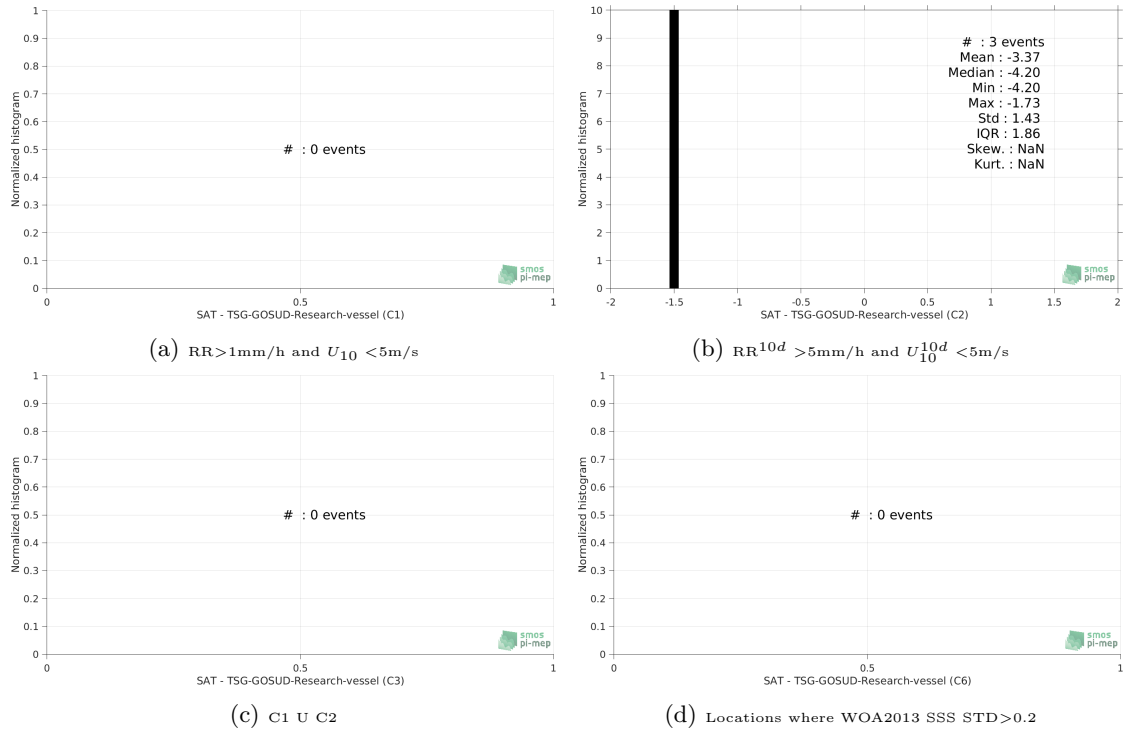 1
0.9
0.8
0.7
0.6
0.5
0.4
0.3
0.2
0.1
0
Normalized histogram
# : 0 events
smos
pi-mep
0 0.5 1
SAT - TSG-GOSUD-Research-vessel (C1)
(a) RR>1mm/h and U10 <5m/s
10
9
8
7
6
5
4
3
2
1
0
Normalized histogram
# : 3 events
Mean : -3.37
Median : -4.20
Min : -4.20
Max : -1.73
Std : 1.43
IQR : 1.86
Skew. : NaN
Kurt. : NaN
smos
pi-mep
-2 -1.5 -1 -0.5 0 0.5 1 1.5 2
SAT - TSG-GOSUD-Research-vessel (C2)
(b) RR10d >5mm/h and U10d10 <5m/s
1
0.9
0.8
0.7
0.6
0.5
0.4
0.3
0.2
0.1
0
Normalized histogram
# : 0 events
smos
pi-mep
0 0.5 1
SAT - TSG-GOSUD-Research-vessel (C3)
(c) C1 U C2
1
0.9
0.8
0.7
0.6
0.5
0.4
0.3
0.2
0.1
0
Normalized histogram
# : 0 events
smos
pi-mep
0 0.5 1
SAT - TSG-GOSUD-Research-vessel (C6)
(d) Locations where WOA2013 SSS STD>0.2